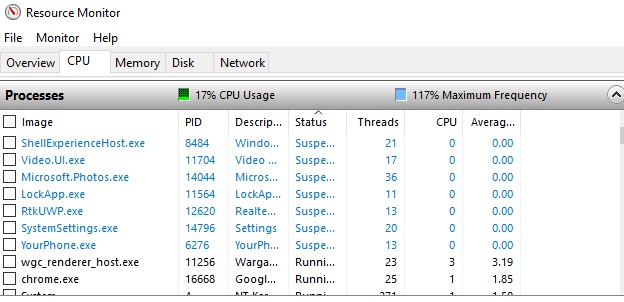 Resource Monitor
File Monitor Help
Overview CPU Memory Disk Network
Processes 17% CPU Usage 117% Maximum Frequency
Image PID Descrip... Status Threads CPU Averag...
ShellExperienceHost.exe 8484 Windo... Suspe... 21 0 0.00
Video.UI.exe 11704 Video ... Suspe... 17 0 0.00
Microsoft.Photos.exe 14044 Micros... Suspe... 36 0 0.00
LockApp.exe 11564 LockAp... Suspe... 11 0 0.00
RtkUWP.exe 12620 Realte... Suspe... 13 0 0.00
SystemSettings.exe 14796 Settings Suspe... 20 0 0.00
YourPhone.exe 6276 YourPh... Suspe... 13 0 0.00
wgc_renderer_host.exe 11256 Warga... Runni... 23 3 3.19
chrome.exe 16668 Googl... Runni... 25 1 1.85
System 4 NT Ker... Runni... 271 1 1.50